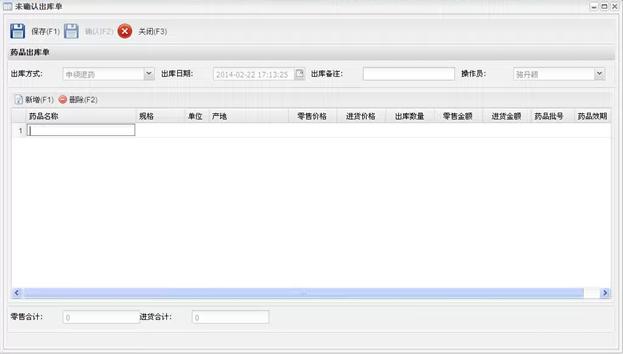 未确认出库单
保存(F1) 确认(F2) 关闭(F3)
药品出库单
出库方式: 申领退药 出库日期: 2014-02-22 17:13:25 出库备注: 操作员: 骆丹颖
新增(F1) 删除(F2)
药品名称 规格 单位 产地 零售价格 进货价格 出库数量 零售金额 进货金额 药品批号 药品效期
1
零售合计: 0 进货合计: 0